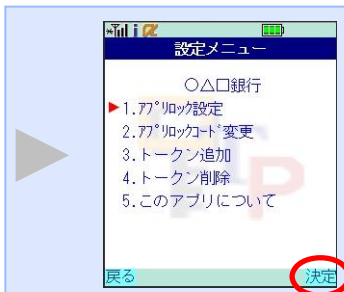 設定メニュー
○△□銀行
1.ｱﾌﾟﾘﾛｯｸ設定
2.ｱﾌﾟﾘﾛｯｸｺｰﾄﾞ変更
3.トークン追加
4.トークン削除
5.このアプリについて
戻る 決定